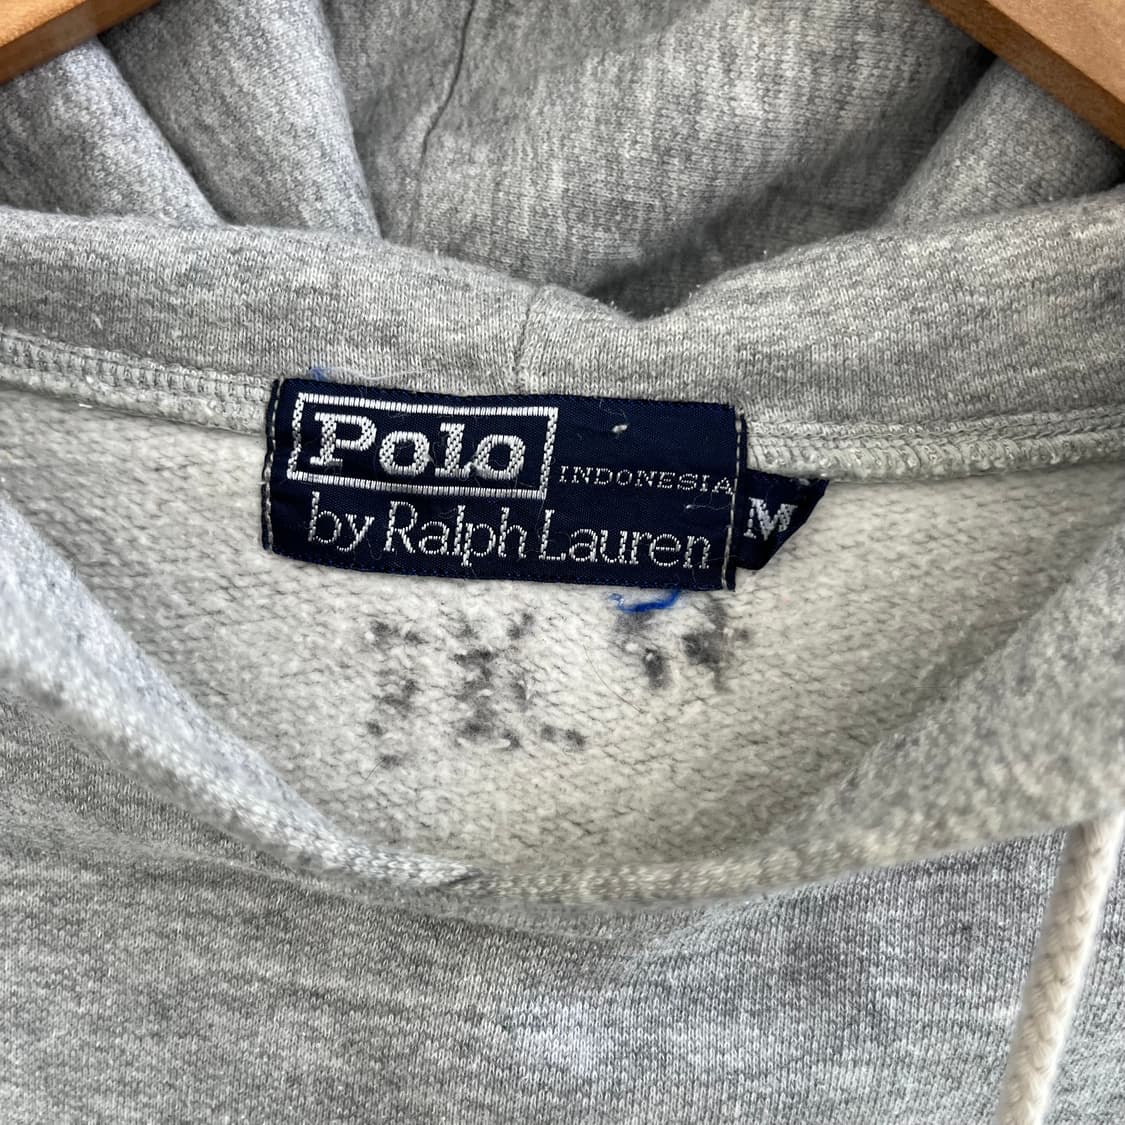 Polo
INDONESIA
by Ralph Lauren
M